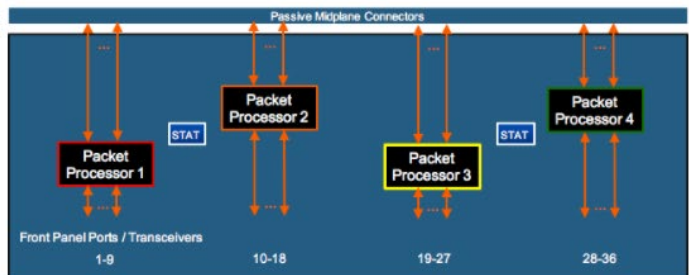 Passive Midplane Connectors
...
...
...
...
Packet
Processor 1
STAT
Packet
Processor 2
Packet
Processor 3
STAT
Packet
Processor 4
...
...
...
...
Front Panel Ports / Transceivers
1-9
10-18
19-27
28-36